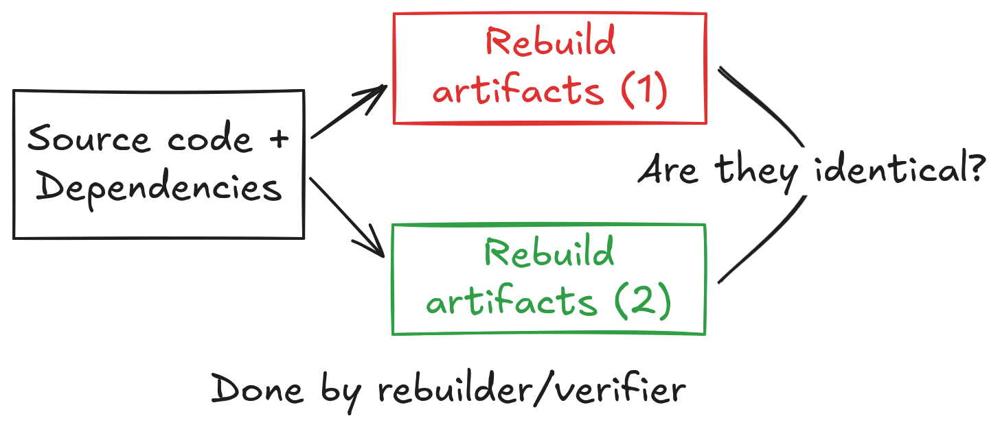 Source code +
Dependencies
Rebuild
artifacts (1)
Rebuild
artifacts (2)
Are they identical?
Done by rebuilder/verifier